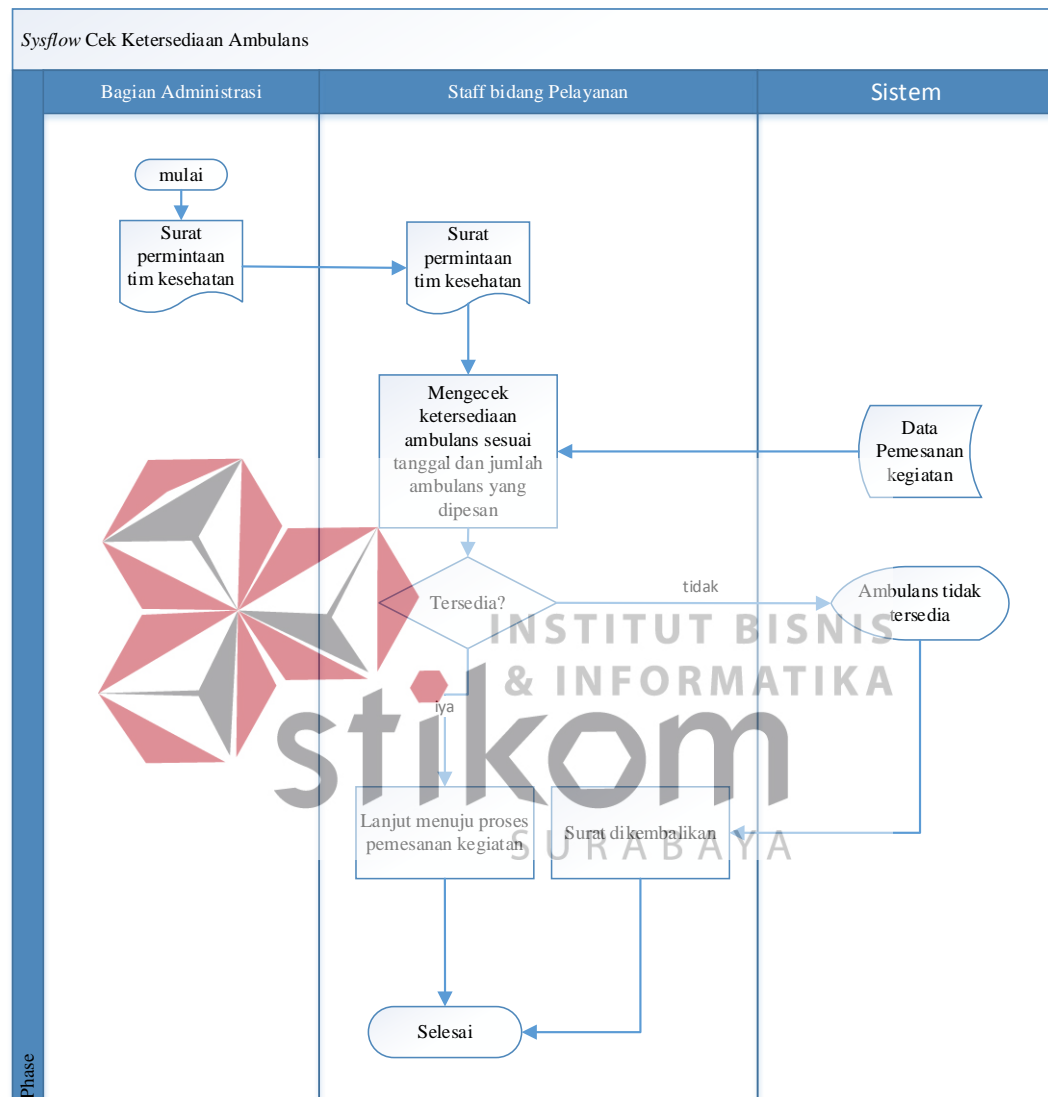 Sysflow Cek Ketersediaan Ambulans
Bagian Administrasi
Staff bidang Pelayanan
Sistem
mulai
Surat
permintaan
tim kesehatan
Surat
permintaan
tim kesehatan
Mengecek
ketersediaan
ambulans sesuai
tanggal dan jumlah
ambulans yang
dipesan
Data
Pemesanan
kegiatan
Tersedia?
tidak
Ambulans tidak
tersedia
iya
Lanjut menuju proses
pemesanan kegiatan
Surat dikembalikan
Selesai
Phase
INSTITUT BISNIS
& INFORMATIKA
stikom
SURABAYA